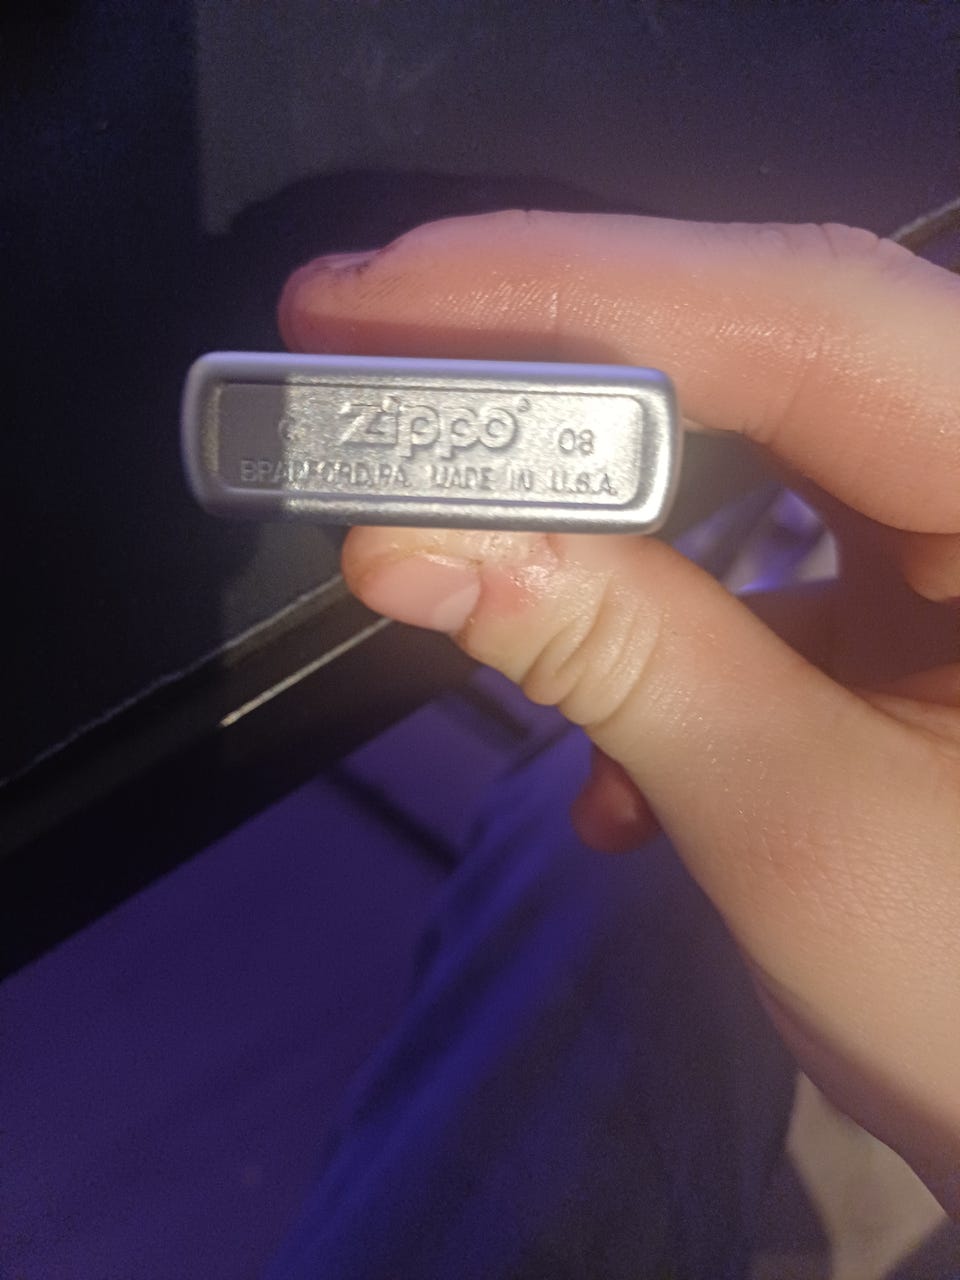 Zippo® 08
BRADFORD, PA. MADE IN U.S.A.